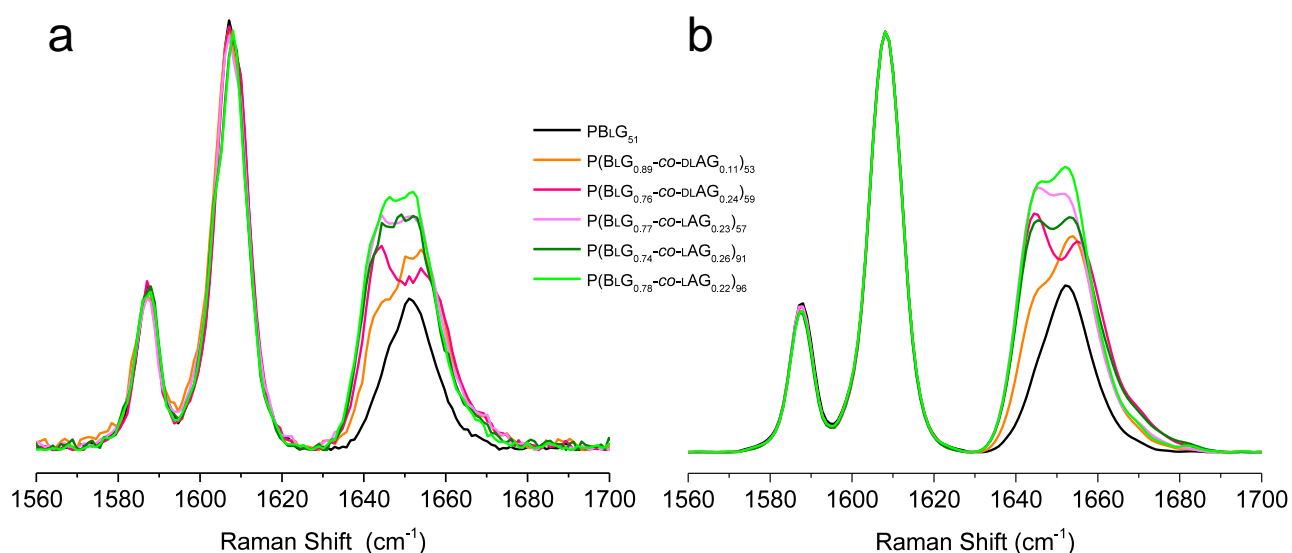 a
b
PBLG51
P(BLG0.89-co-DLAG0.11)53
P(BLG0.76-co-DLAG0.24)59
P(BLG0.77-co-LAG0.23)57
P(BLG0.74-co-LAG0.26)91
P(BLG0.78-co-LAG0.22)96
1560 1580 1600 1620 1640 1660 1680 1700
1560 1580 1600 1620 1640 1660 1680 1700
Raman Shift (cm-1)
Raman Shift (cm-1)